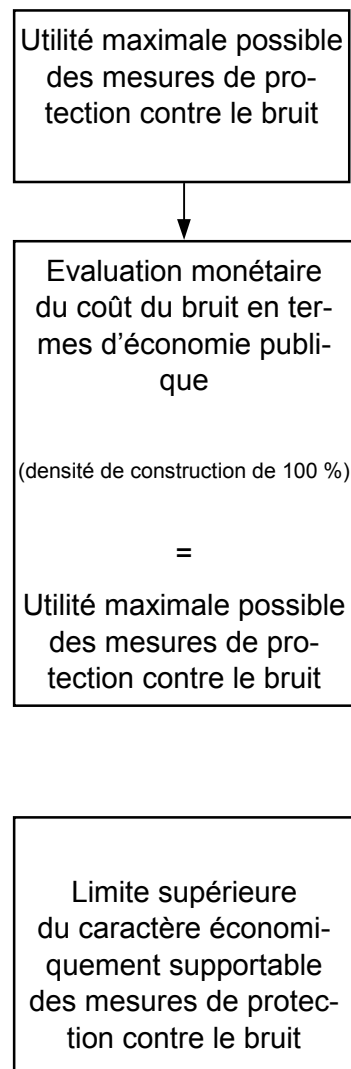 Utilité maximale possible
des mesures de pro-
tection contre le bruit
Evaluation monétaire
du coût du bruit en ter-
mes d’économie publi-
que
(densité de construction de 100 %)
=
Utilité maximale possible
des mesures de pro-
tection contre le bruit
Limite supérieure
du caractère économi-
quement supportable
des mesures de protec-
tion contre le bruit